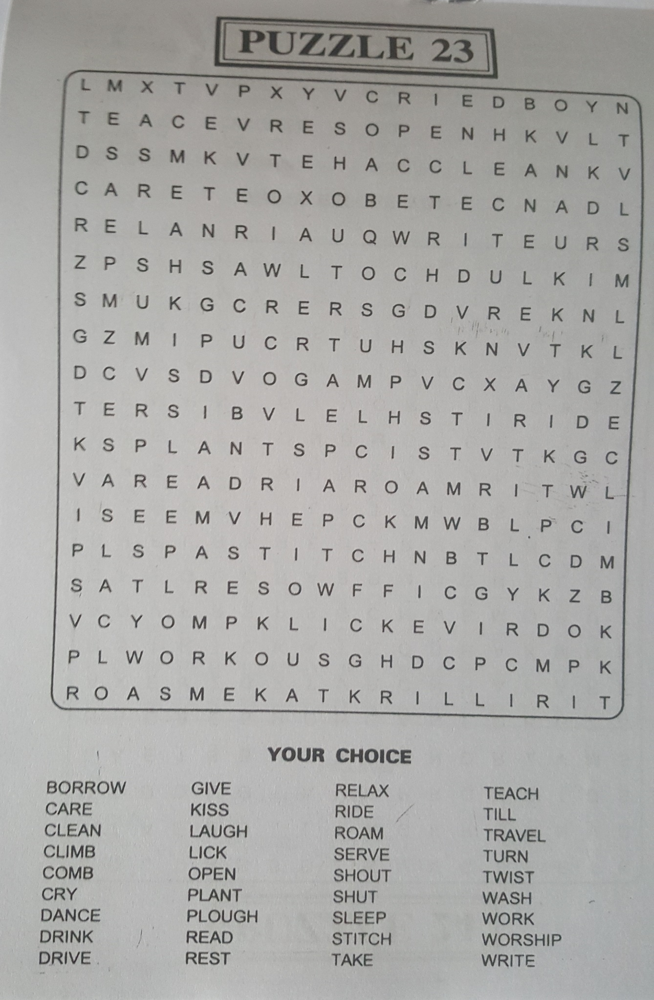 PUZZLE 23
L M X T V P X Y V C R I E D B O Y N
T E A C E V R E S O P E N H K V L T
D S S M K V T E H A C C L E A N K V
C A R E T E O X O B E T E C N A D L
R E L A N R I A U Q W R I T E U R S
Z P S H S A W L T O C H D U L K I M
S M U K G C R E R S G D V R E K N L
G Z M I P U C R T U H S K N V T K L
D C V S D V O G A M P V C X A Y G Z
T E R S I B V L E L H S T I R I D E
K S P L A N T S P C I S T V T K G C
V A R E A D R I A R O A M R I T W L
I S E E M V H E P C K M W B L P C I
P L S P A S T I T C H N B T L C D M
S A T L R E S O W F F I C G Y K Z B
V C Y O M P K L I C K E V I R D O K
P L W O R K O U S G H D C P C M P K
R O A S M E K A T K R I L L I R I T
YOUR CHOICE
BORROW GIVE RELAX TEACH
CARE KISS RIDE TILL
CLEAN LAUGH ROAM TRAVEL
CLIMB LICK SERVE TURN
COMB OPEN SHOUT TWIST
CRY PLANT SHUT WASH
DANCE PLOUGH SLEEP WORK
DRINK READ STITCH WORSHIP
DRIVE REST TAKE WRITE